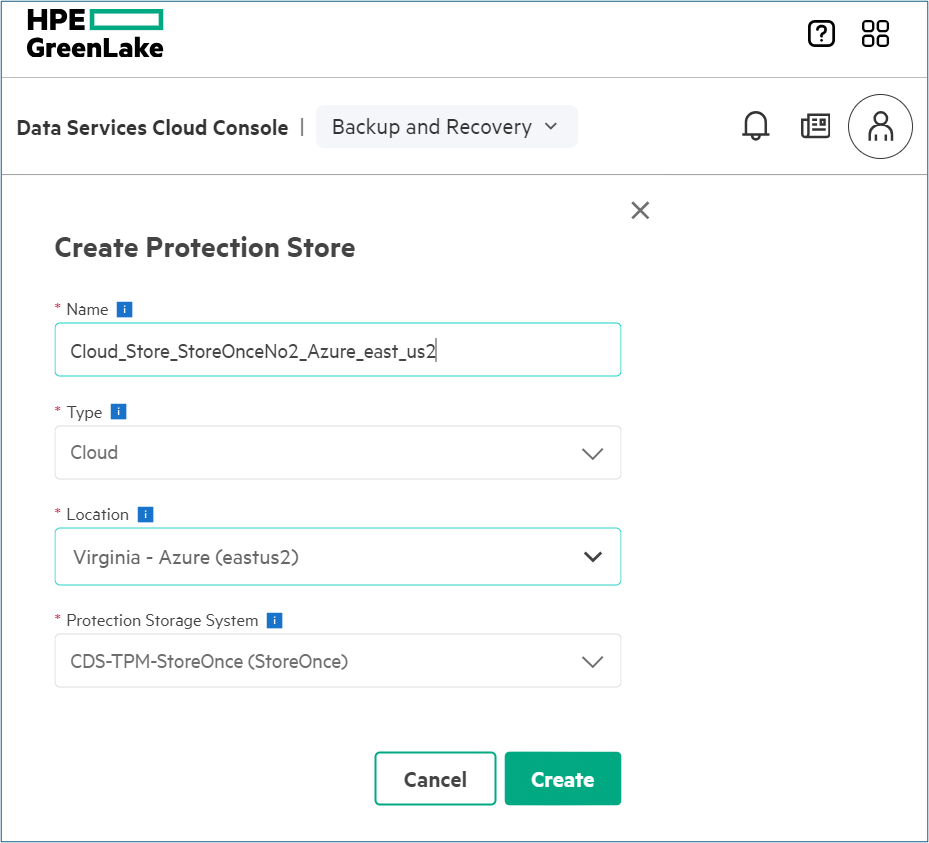 HPE
GreenLake
Data Services Cloud Console | Backup and Recovery
Create Protection Store
* Name i
Cloud_Store_StoreOnceNo2_Azure_east_us2
* Type i
Cloud
* Location i
Virginia - Azure (eastus2)
* Protection Storage System i
CDS-TPM-StoreOnce (StoreOnce)
Cancel Create